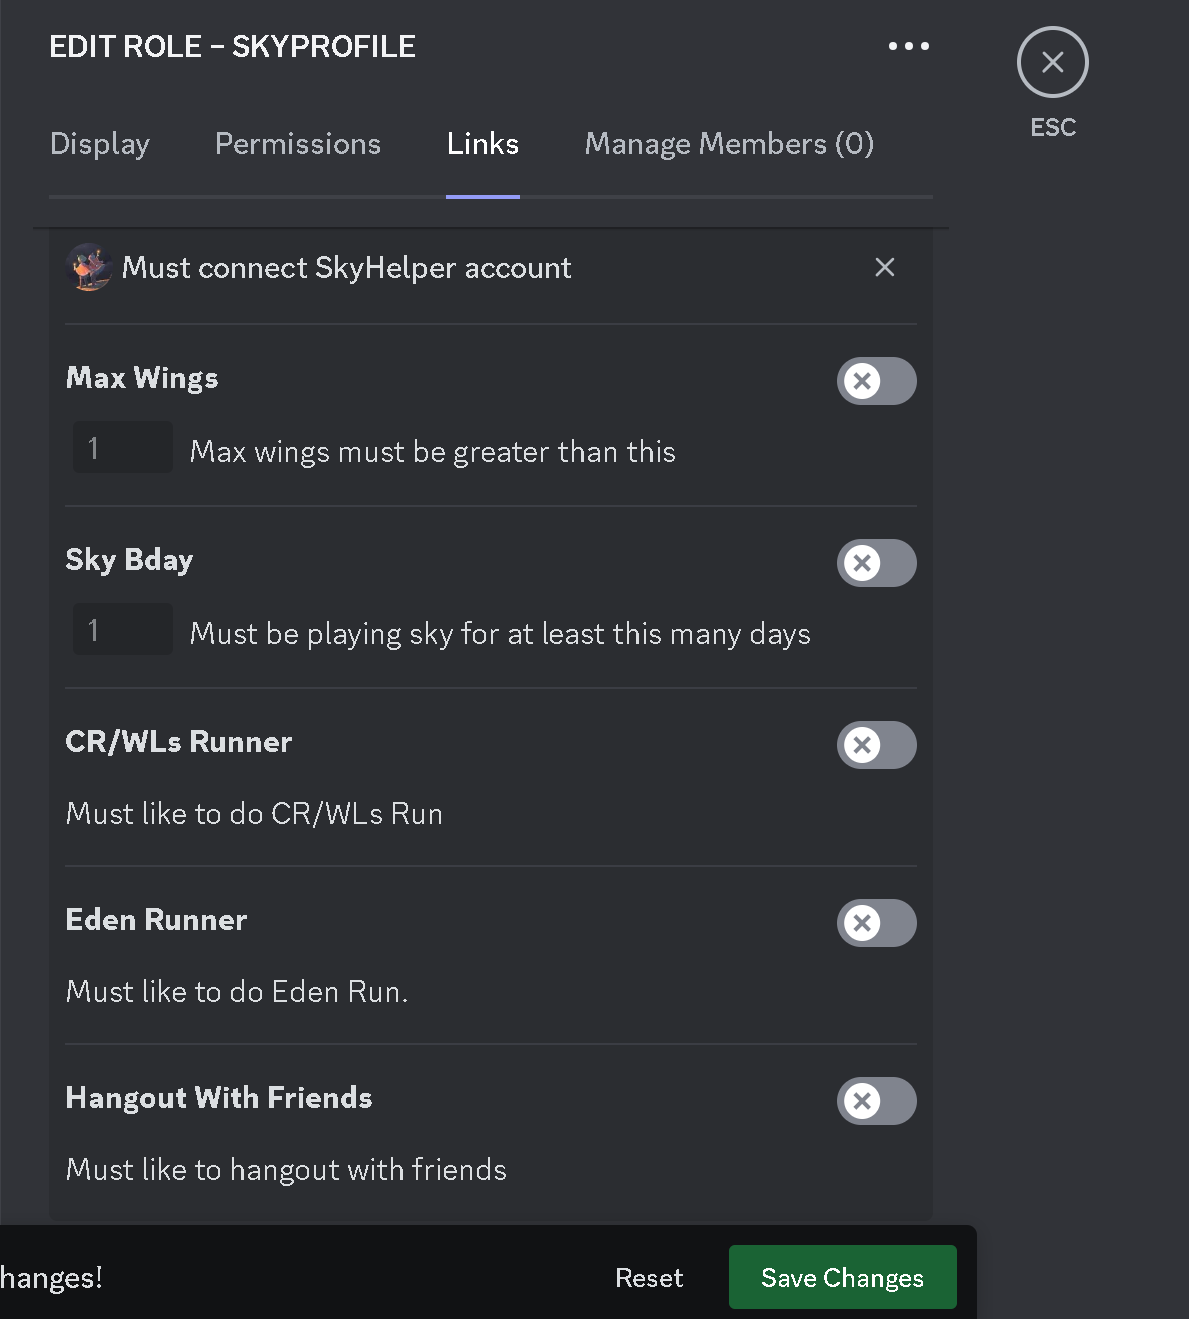 EDIT ROLE – SKYPROFILE
ESC
Display Permissions Links Manage Members (0)
Must connect SkyHelper account
Max Wings
1 Max wings must be greater than this
Sky Bday
1 Must be playing sky for at least this many days
CR/WLs Runner
Must like to do CR/WLs Run
Eden Runner
Must like to do Eden Run.
Hangout With Friends
Must like to hangout with friends
hanges! Reset Save Changes